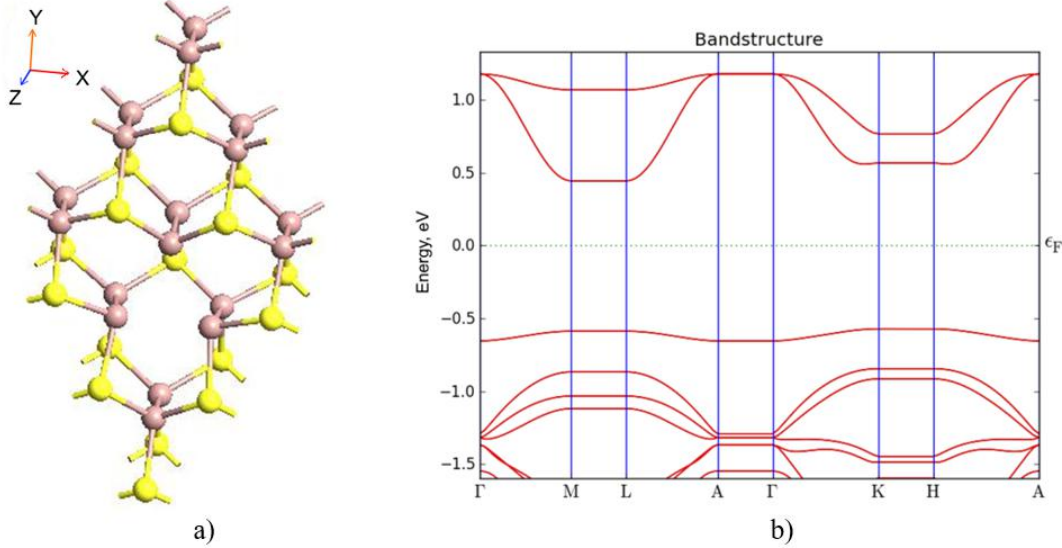 Y
X
Z
a)
Bandstructure
Energy, eV
1.0
0.5
0.0
−0.5
−1.0
−1.5
ϵF
Γ M L A Γ K H A
b)